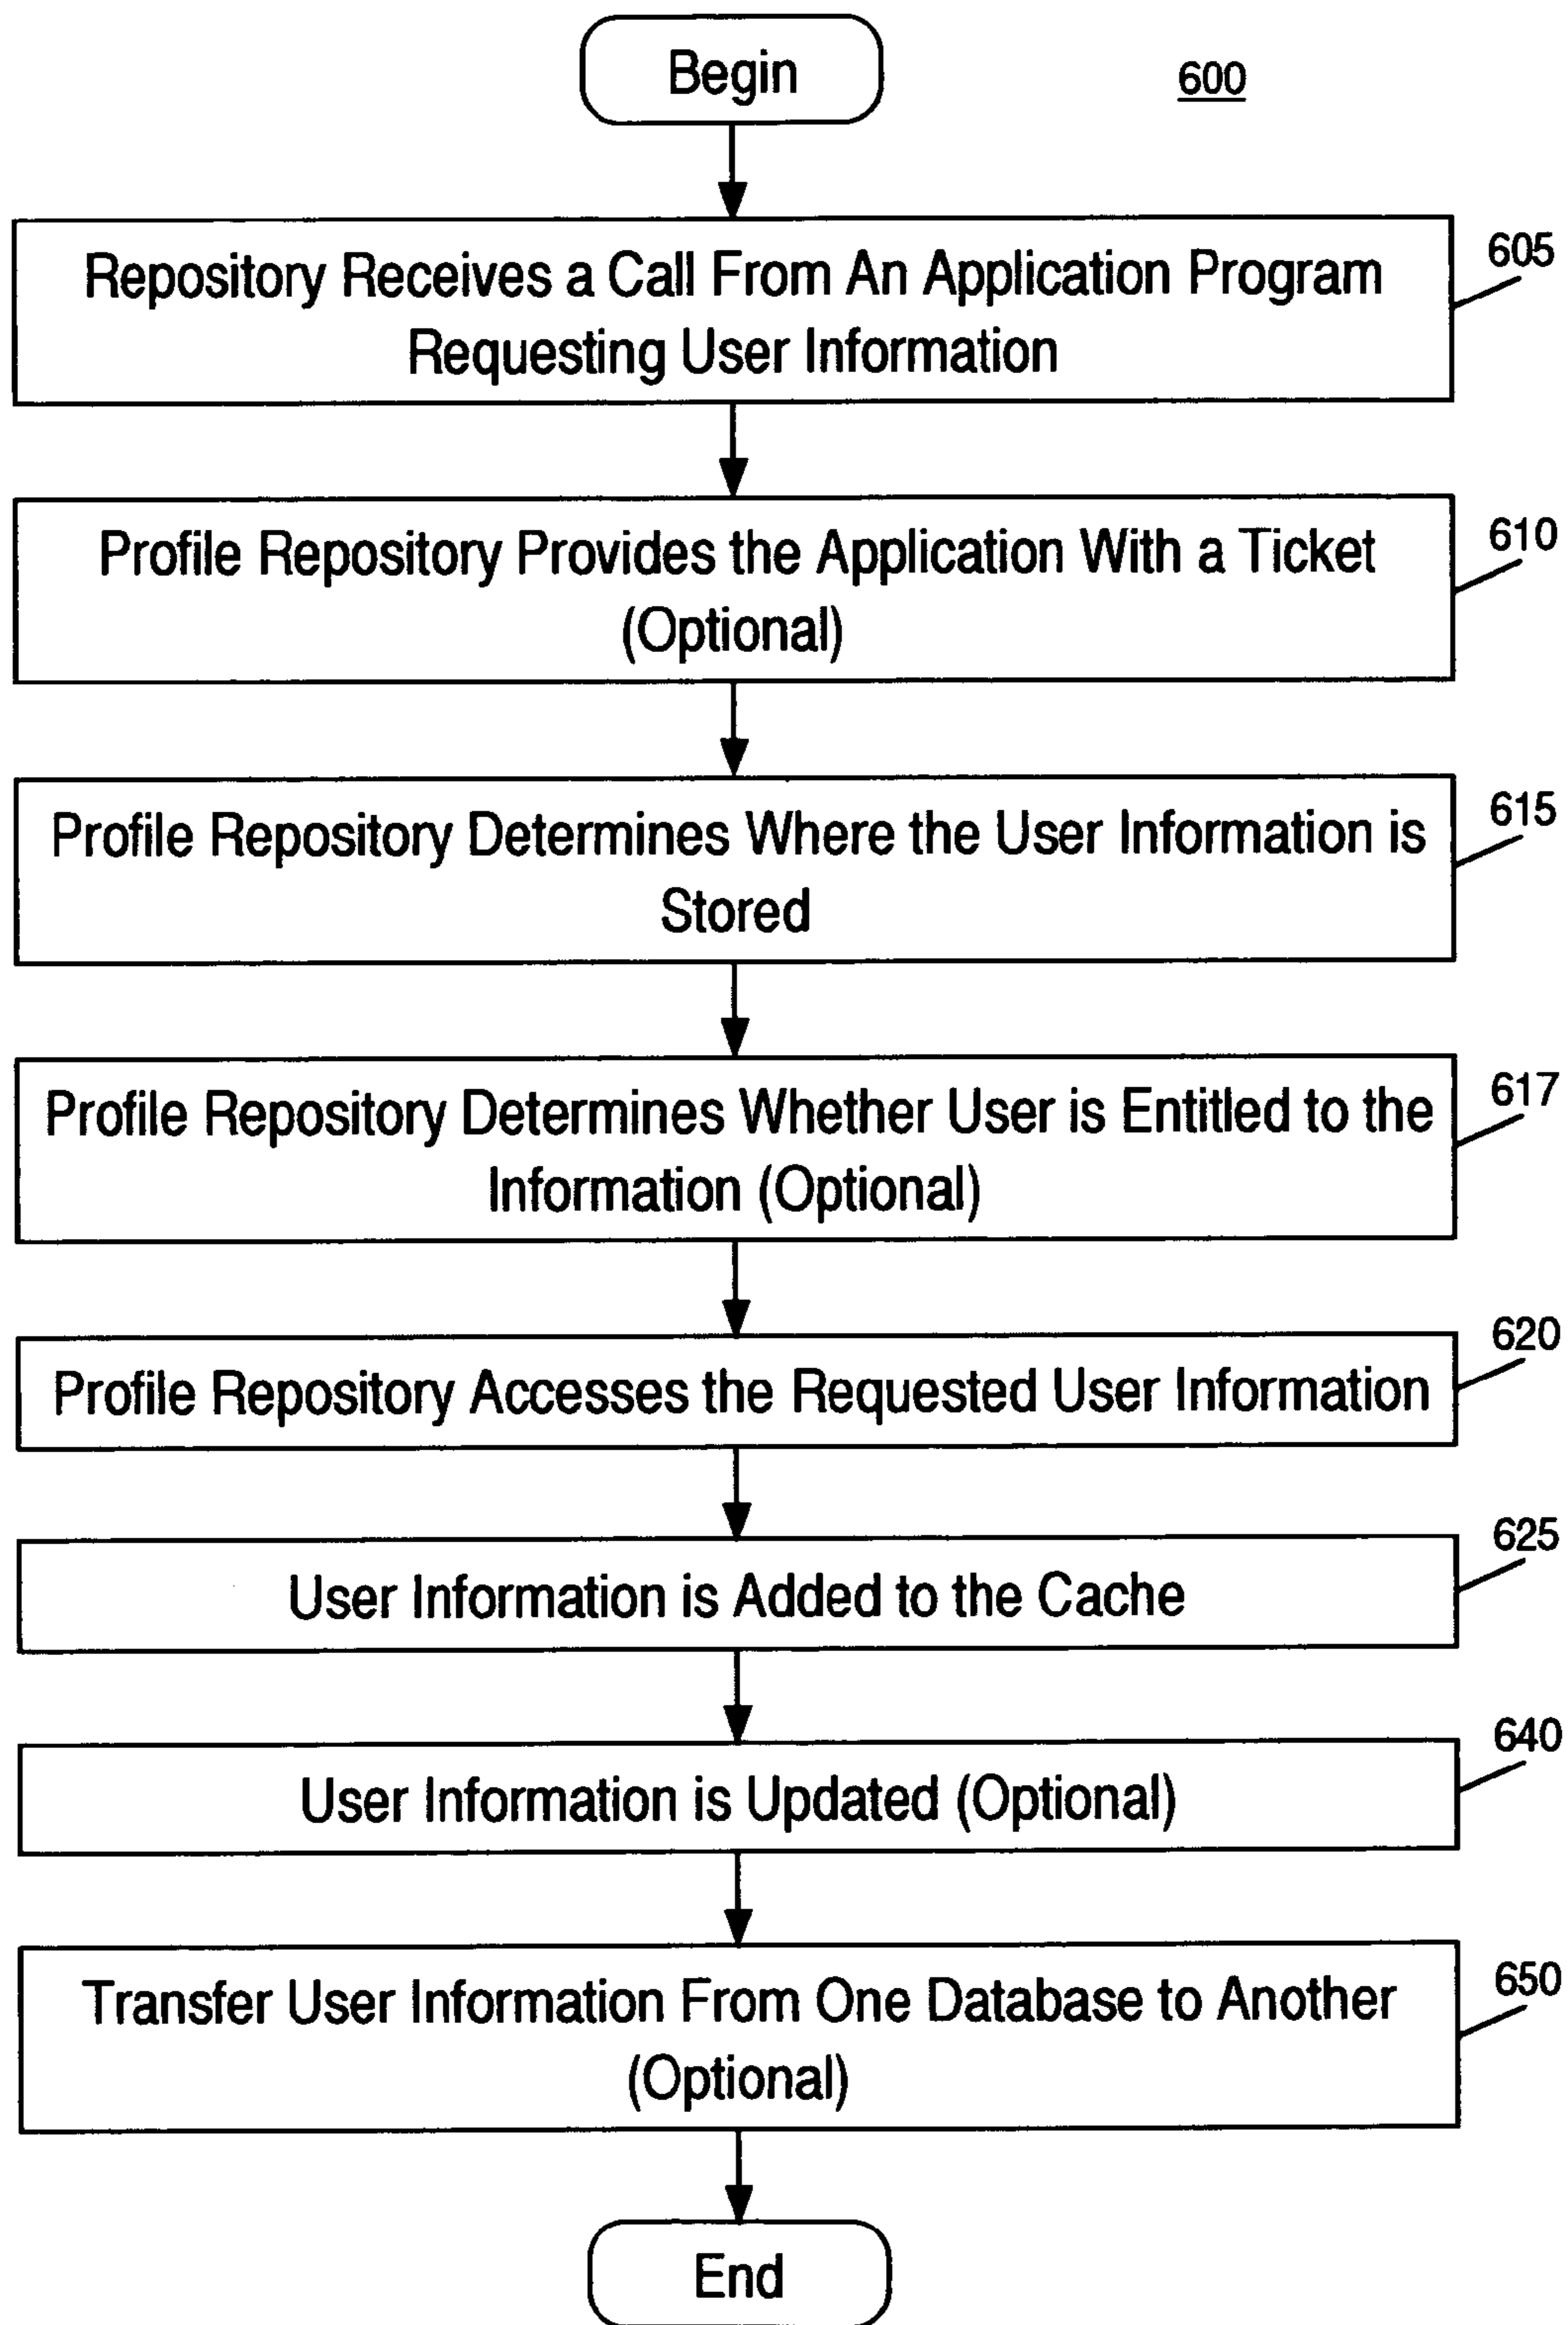 Begin
600
Repository Receives a Call From An Application Program
Requesting User Information
605
Profile Repository Provides the Application With a Ticket
(Optional)
610
Profile Repository Determines Where the User Information is
Stored
615
Profile Repository Determines Whether User is Entitled to the
Information (Optional)
617
Profile Repository Accesses the Requested User Information
620
User Information is Added to the Cache
625
User Information is Updated (Optional)
640
Transfer User Information From One Database to Another
(Optional)
650
End